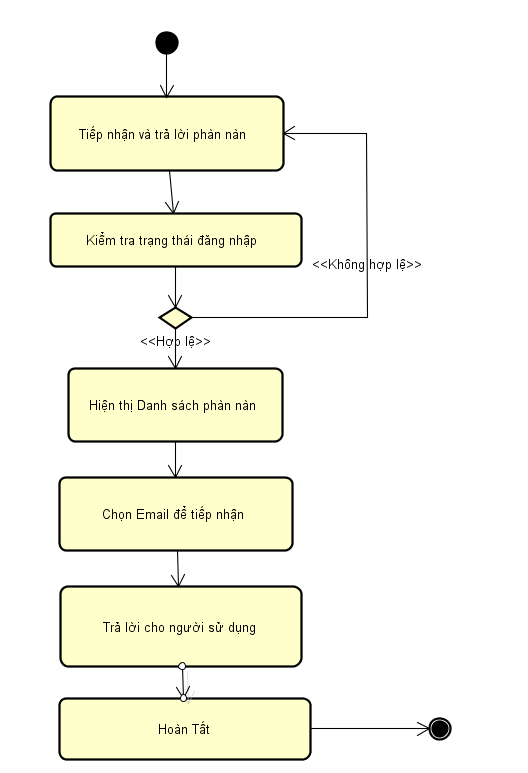 Tiếp nhận và trả lời phàn nàn
Kiểm tra trạng thái đăng nhập
<<Không hợp lệ>>
<<Hợp lệ>>
Hiện thị Danh sách phàn nàn
Chọn Email để tiếp nhận
Trả lời cho người sử dụng
Hoàn Tất